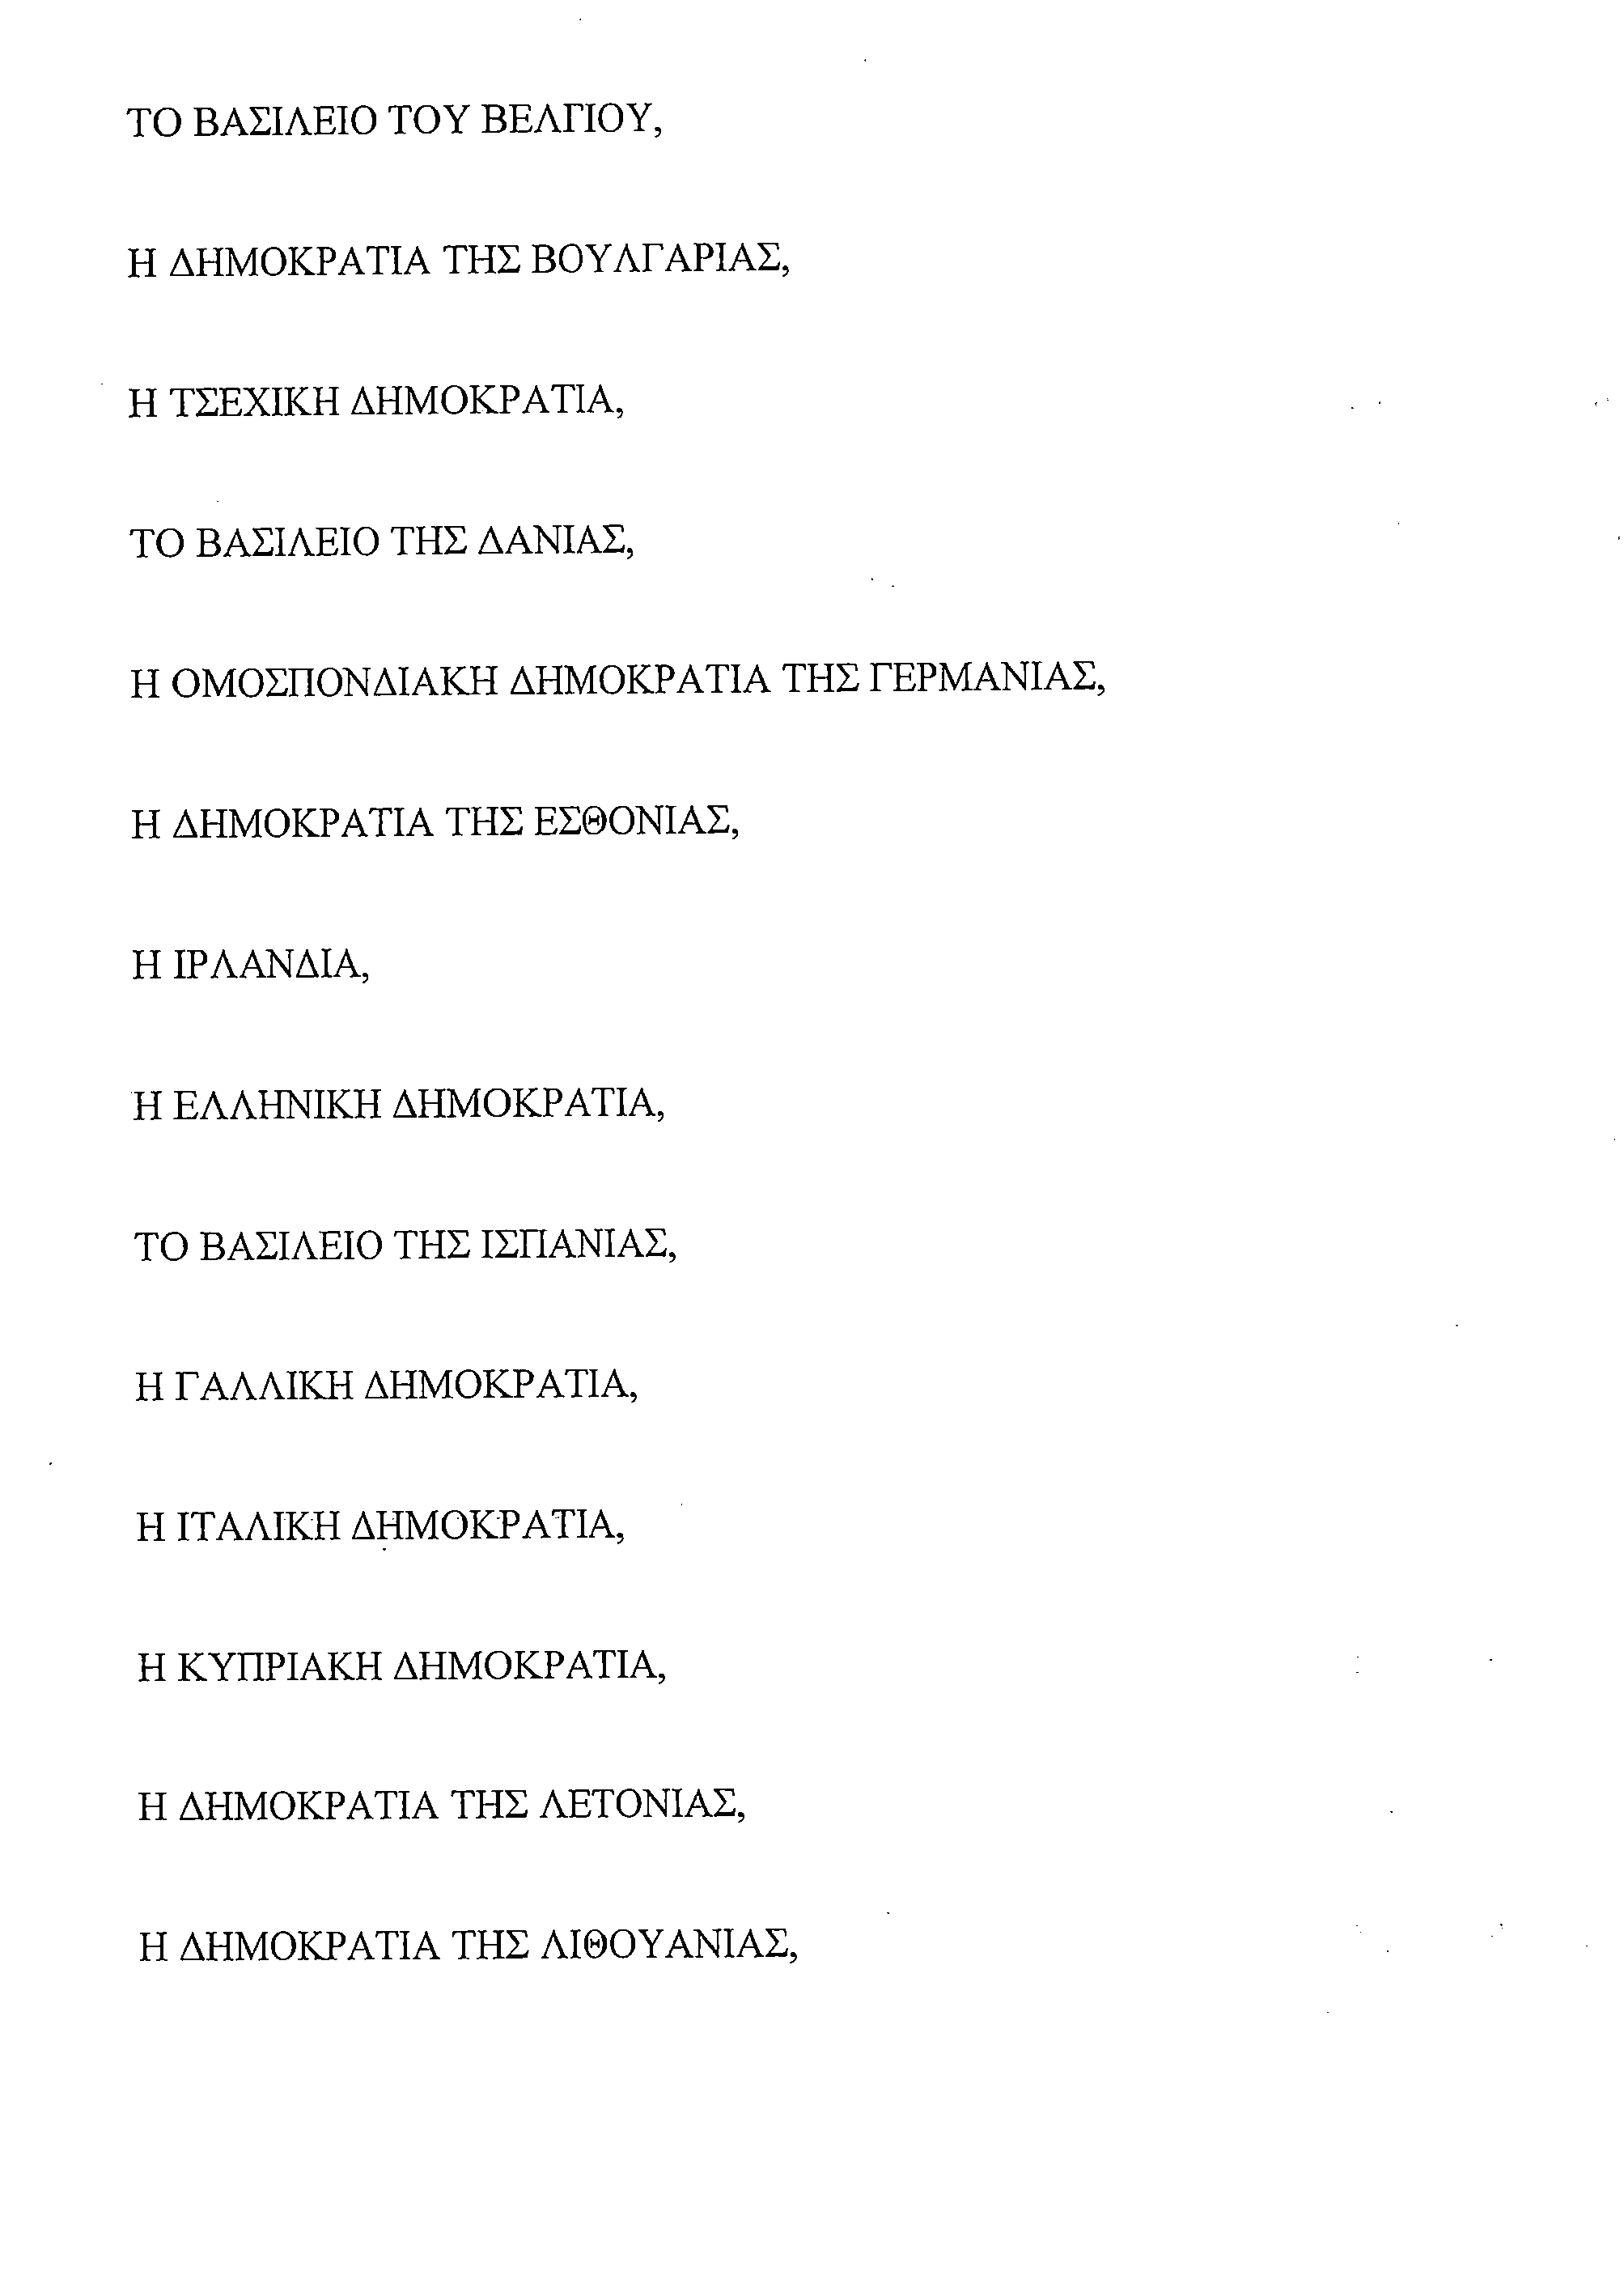 ΤΟ ΒΑΣΙΛΕΙΟ ΤΟΥ ΒΕΛΓΙΟΥ,
Η ΔΗΜΟΚΡΑΤΙΑ ΤΗΣ ΒΟΥΛΓΑΡΙΑΣ,
Η ΤΣΕΧΙΚΗ ΔΗΜΟΚΡΑΤΙΑ,
ΤΟ ΒΑΣΙΛΕΙΟ ΤΗΣ ΔΑΝΙΑΣ,
Η ΟΜΟΣΠΟΝΔΙΑΚΗ ΔΗΜΟΚΡΑΤΙΑ ΤΗΣ ΓΕΡΜΑΝΙΑΣ,
Η ΔΗΜΟΚΡΑΤΙΑ ΤΗΣ ΕΣΘΟΝΙΑΣ,
Η ΙΡΛΑΝΔΙΑ,
Η ΕΛΛΗΝΙΚΗ ΔΗΜΟΚΡΑΤΙΑ,
ΤΟ ΒΑΣΙΛΕΙΟ ΤΗΣ ΙΣΠΑΝΙΑΣ,
Η ΓΑΛΛΙΚΗ ΔΗΜΟΚΡΑΤΙΑ,
Η ΙΤΑΛΙΚΗ ΔΗΜΟΚΡΑΤΙΑ,
Η ΚΥΠΡΙΑΚΗ ΔΗΜΟΚΡΑΤΙΑ,
Η ΔΗΜΟΚΡΑΤΙΑ ΤΗΣ ΛΕΤΟΝΙΑΣ,
Η ΔΗΜΟΚΡΑΤΙΑ ΤΗΣ ΛΙΘΟΥΑΝΙΑΣ,